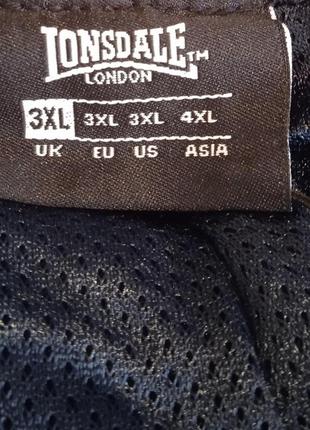 LONSDALE™
LONDON
3XL 3XL 3XL 4XL
UK EU US ASIA